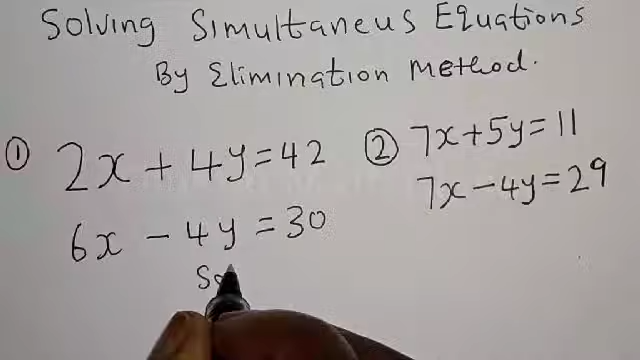 Solving Simultaneus Equations
By Elimination Method.
① 2x + 4y = 42
6x - 4y = 30
② 7x + 5y = 11
7x - 4y = 29